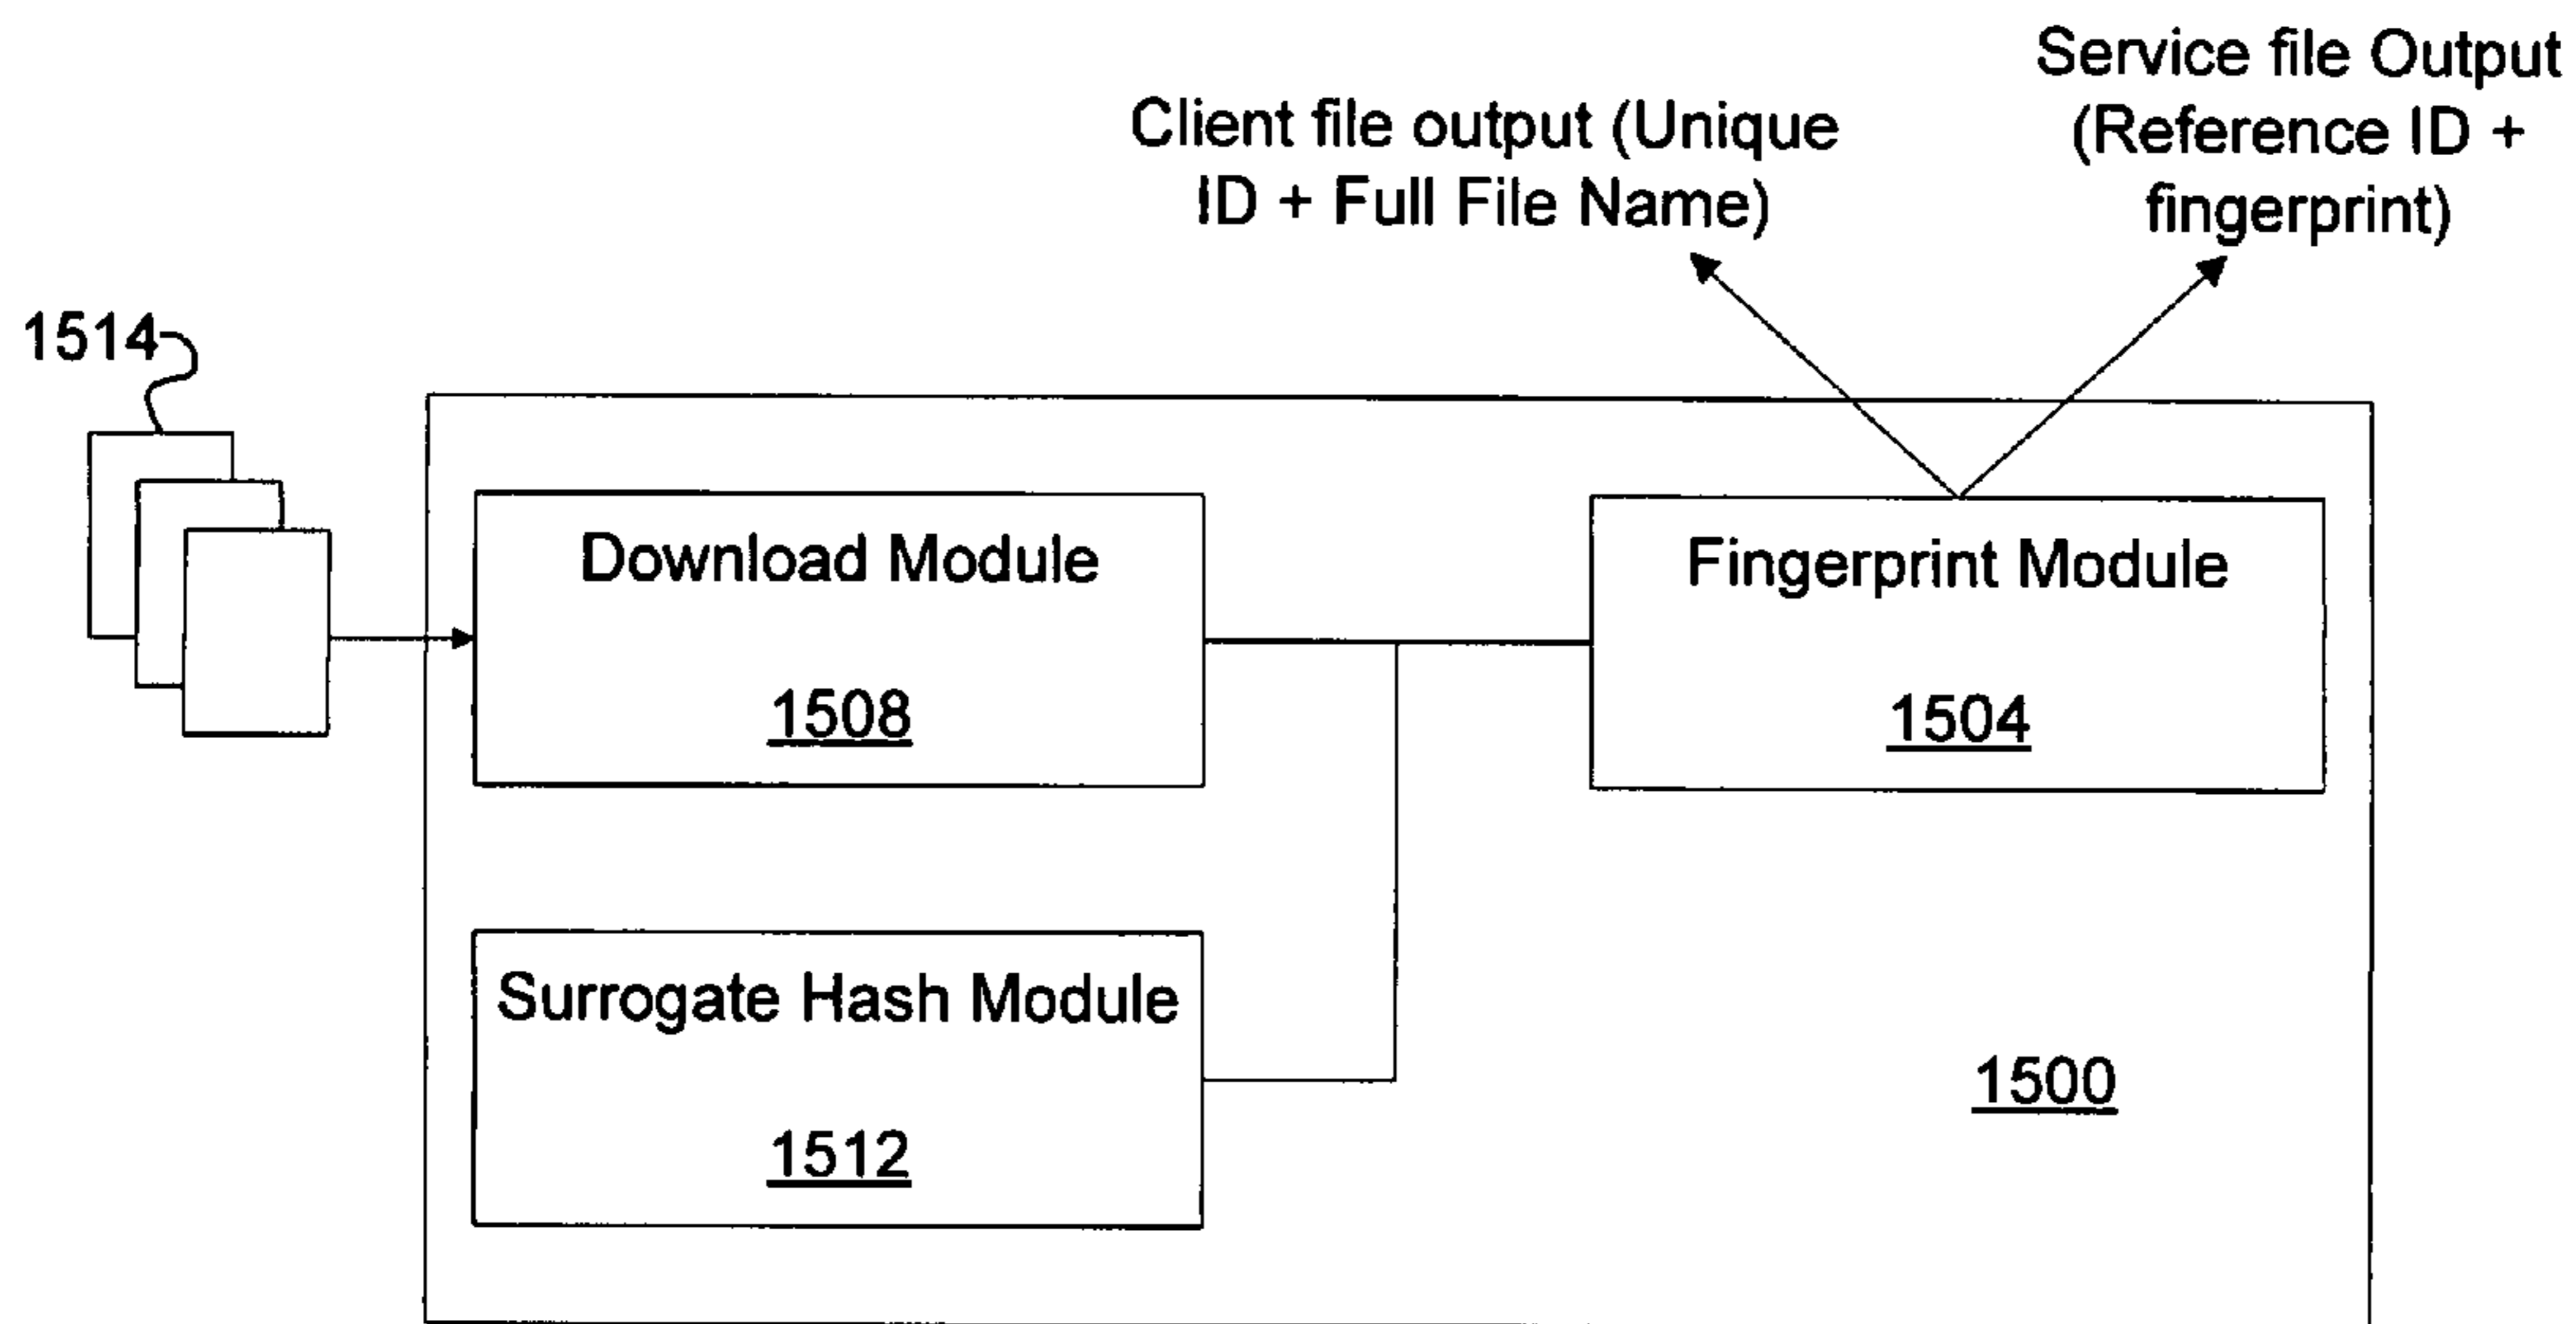 Service file Output
(Reference ID +
fingerprint)
Client file output (Unique
ID + Full File Name)
1514
Download Module
1508
Fingerprint Module
1504
Surrogate Hash Module
1512
1500